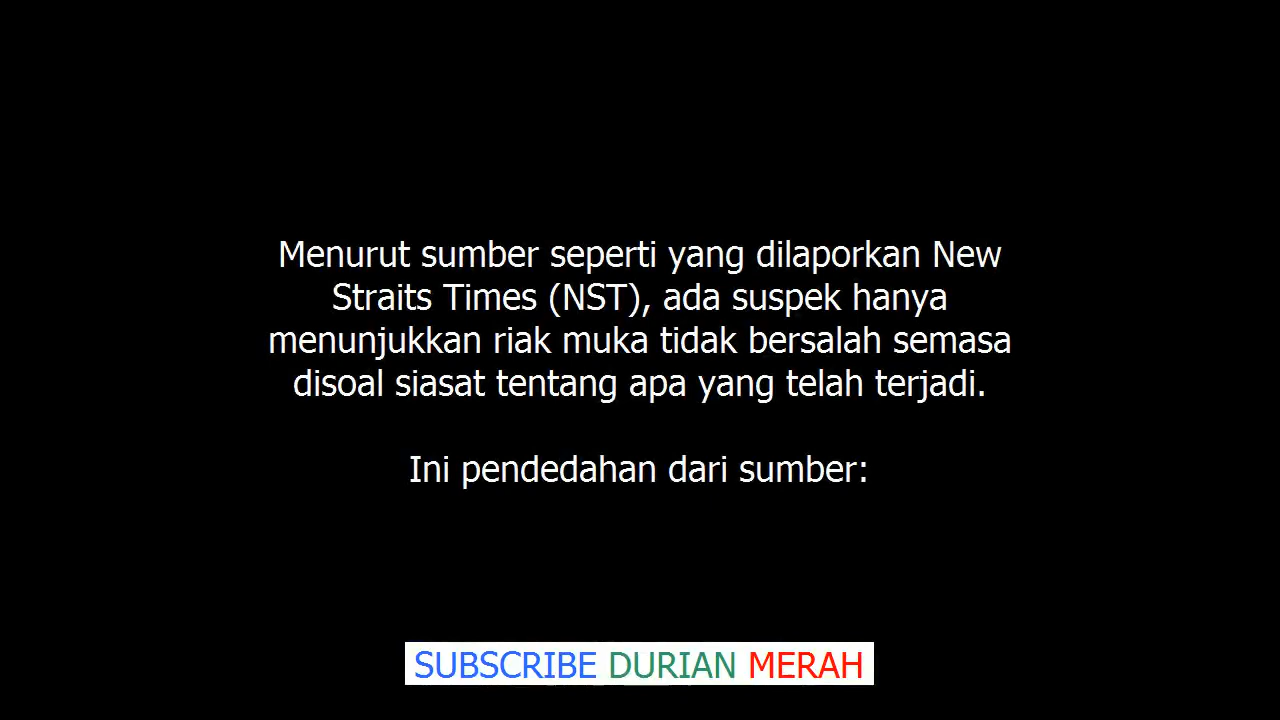 Menurut sumber seperti yang dilaporkan New
Straits Times (NST), ada suspek hanya
menunjukkan riak muka tidak bersalah semasa
disoal siasat tentang apa yang telah terjadi.
Ini pendedahan dari sumber:
SUBSCRIBE DURIAN MERAH